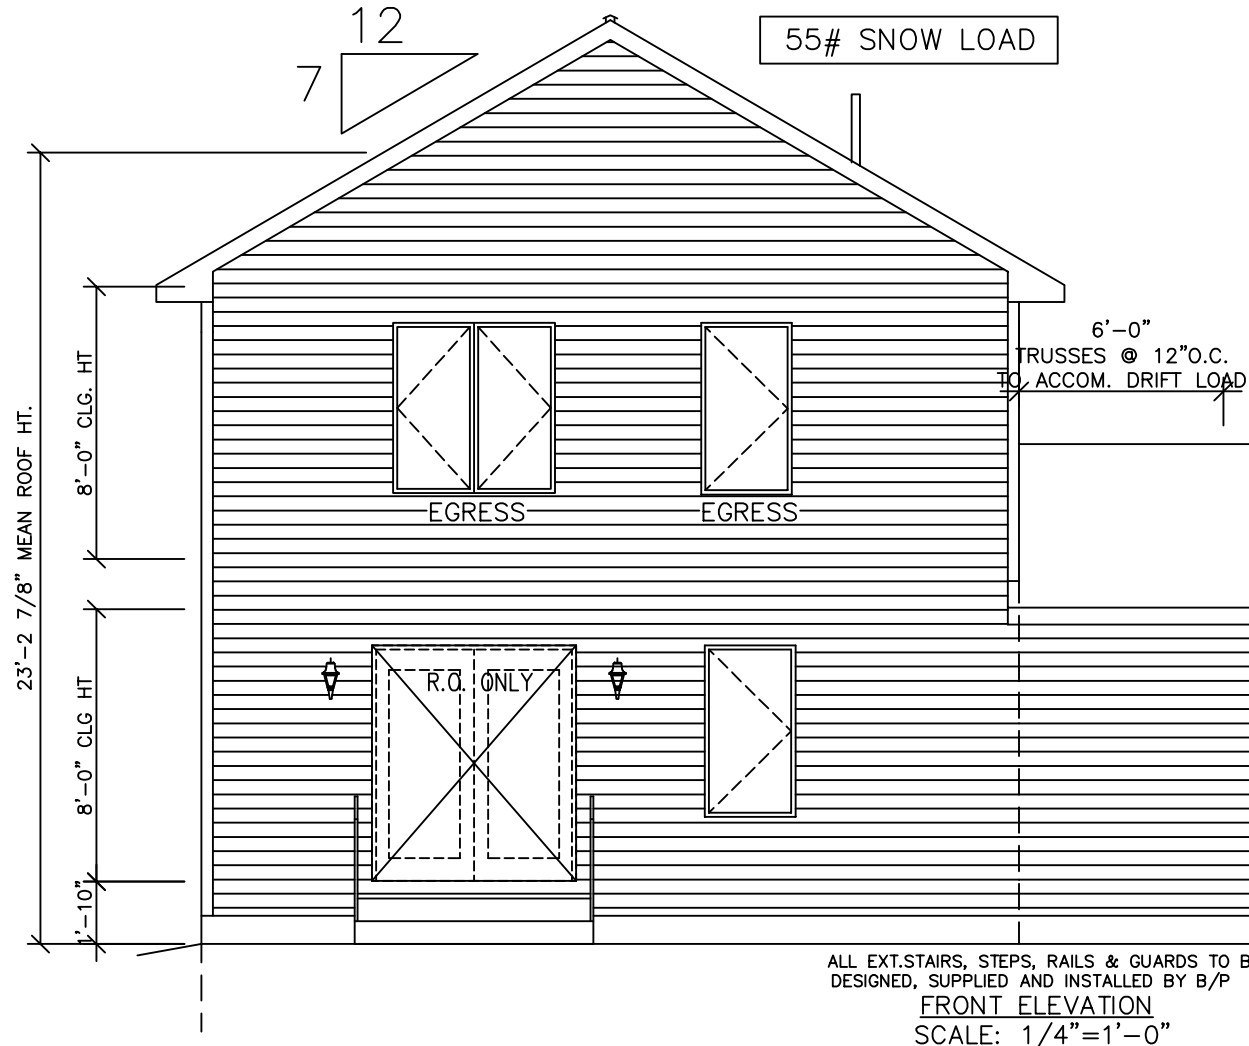 12
7
55# SNOW LOAD
6'-0"
TRUSSES @ 12"O.C.
TO ACCOM. DRIFT LOAD
23'-2 7/8" MEAN ROOF HT.
8'-0" CLG. HT
EGRESS
EGRESS
8'-0" CLG HT
R.O. ONLY
1'-10"
ALL EXT.STAIRS, STEPS, RAILS & GUARDS TO B
DESIGNED, SUPPLIED AND INSTALLED BY B/P
FRONT ELEVATION
SCALE: 1/4"=1'-0"